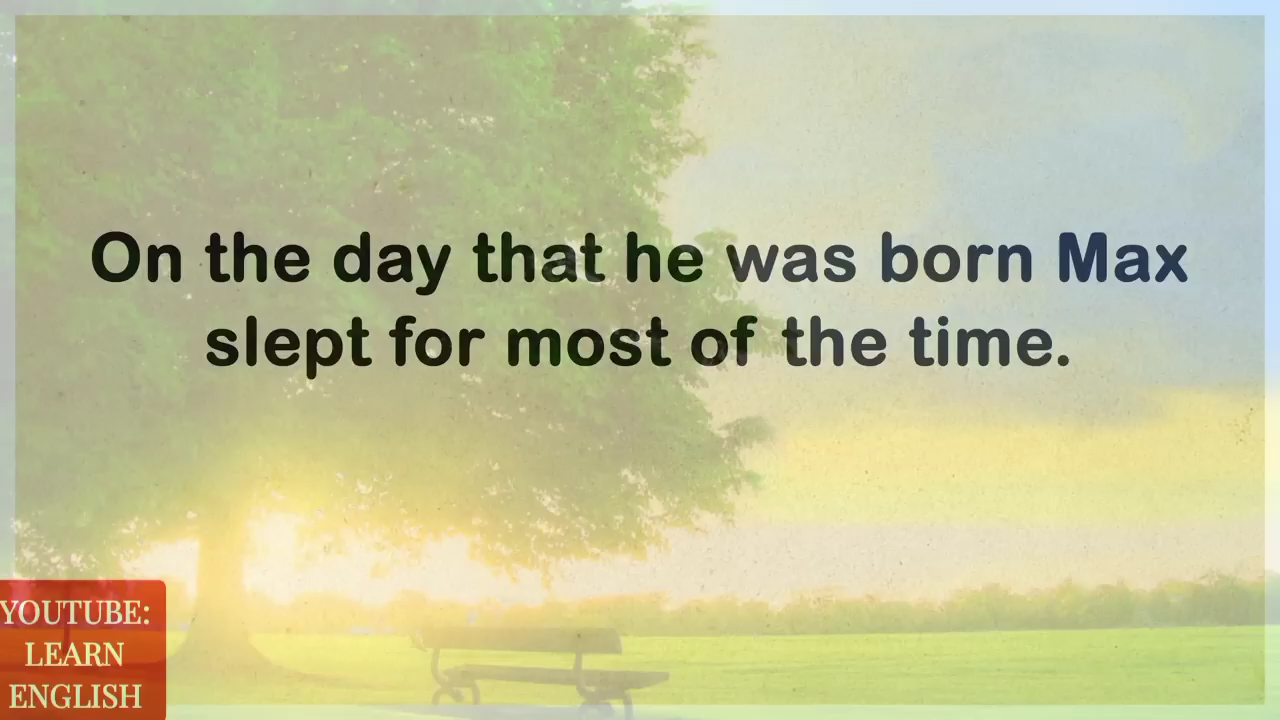 On the day that he was born Max
slept for most of the time.
YOUTUBE:
LEARN
ENGLISH